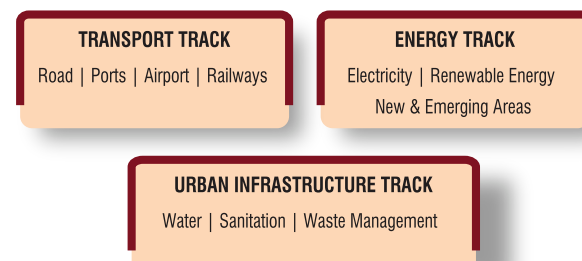 TRANSPORT TRACK
Road | Ports | Airport | Railways
ENERGY TRACK
Electricity | Renewable Energy
New & Emerging Areas
URBAN INFRASTRUCTURE TRACK
Water | Sanitation | Waste Management